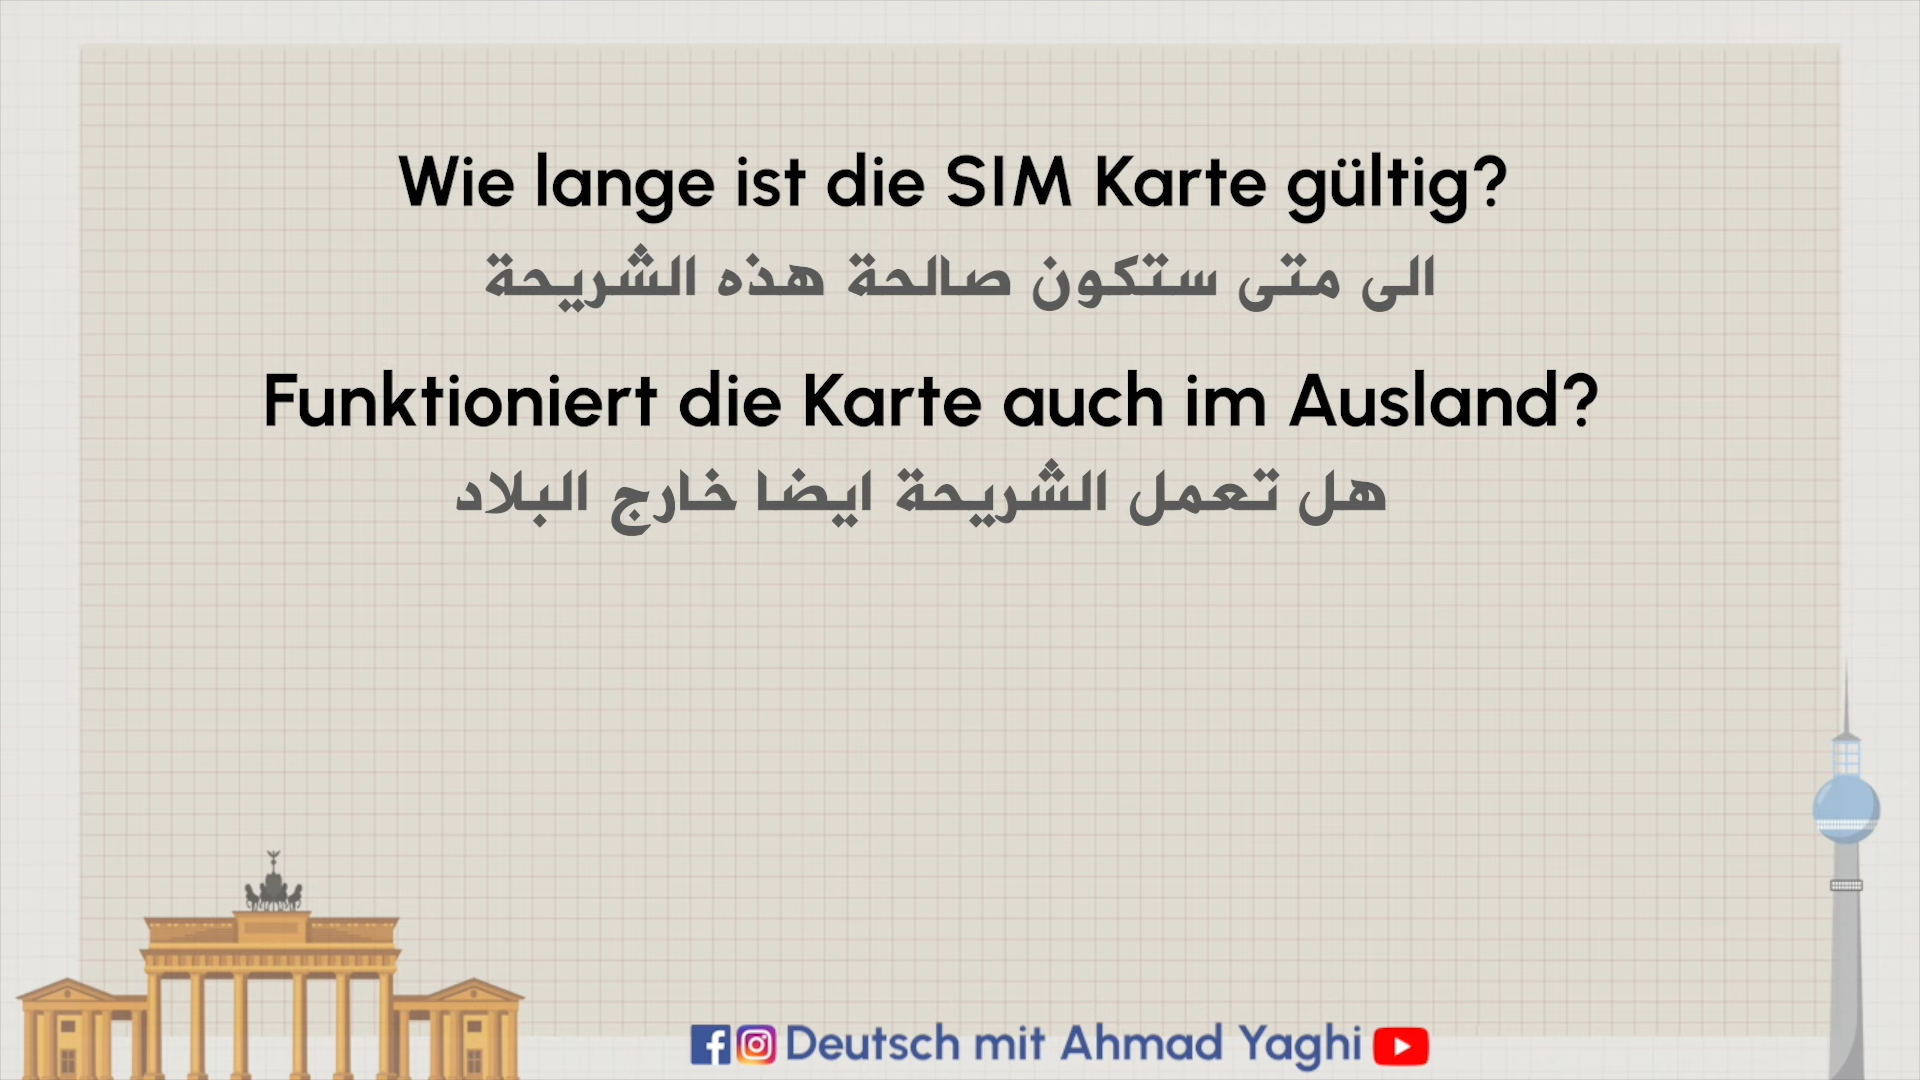 Wie lange ist die SIM Karte gültig?
الى متى ستكون صالحة هذه الشريحة
Funktioniert die Karte auch im Ausland?
هل تعمل الشريحة ايضا خارج البلاد
Deutsch mit Ahmad Yaghi